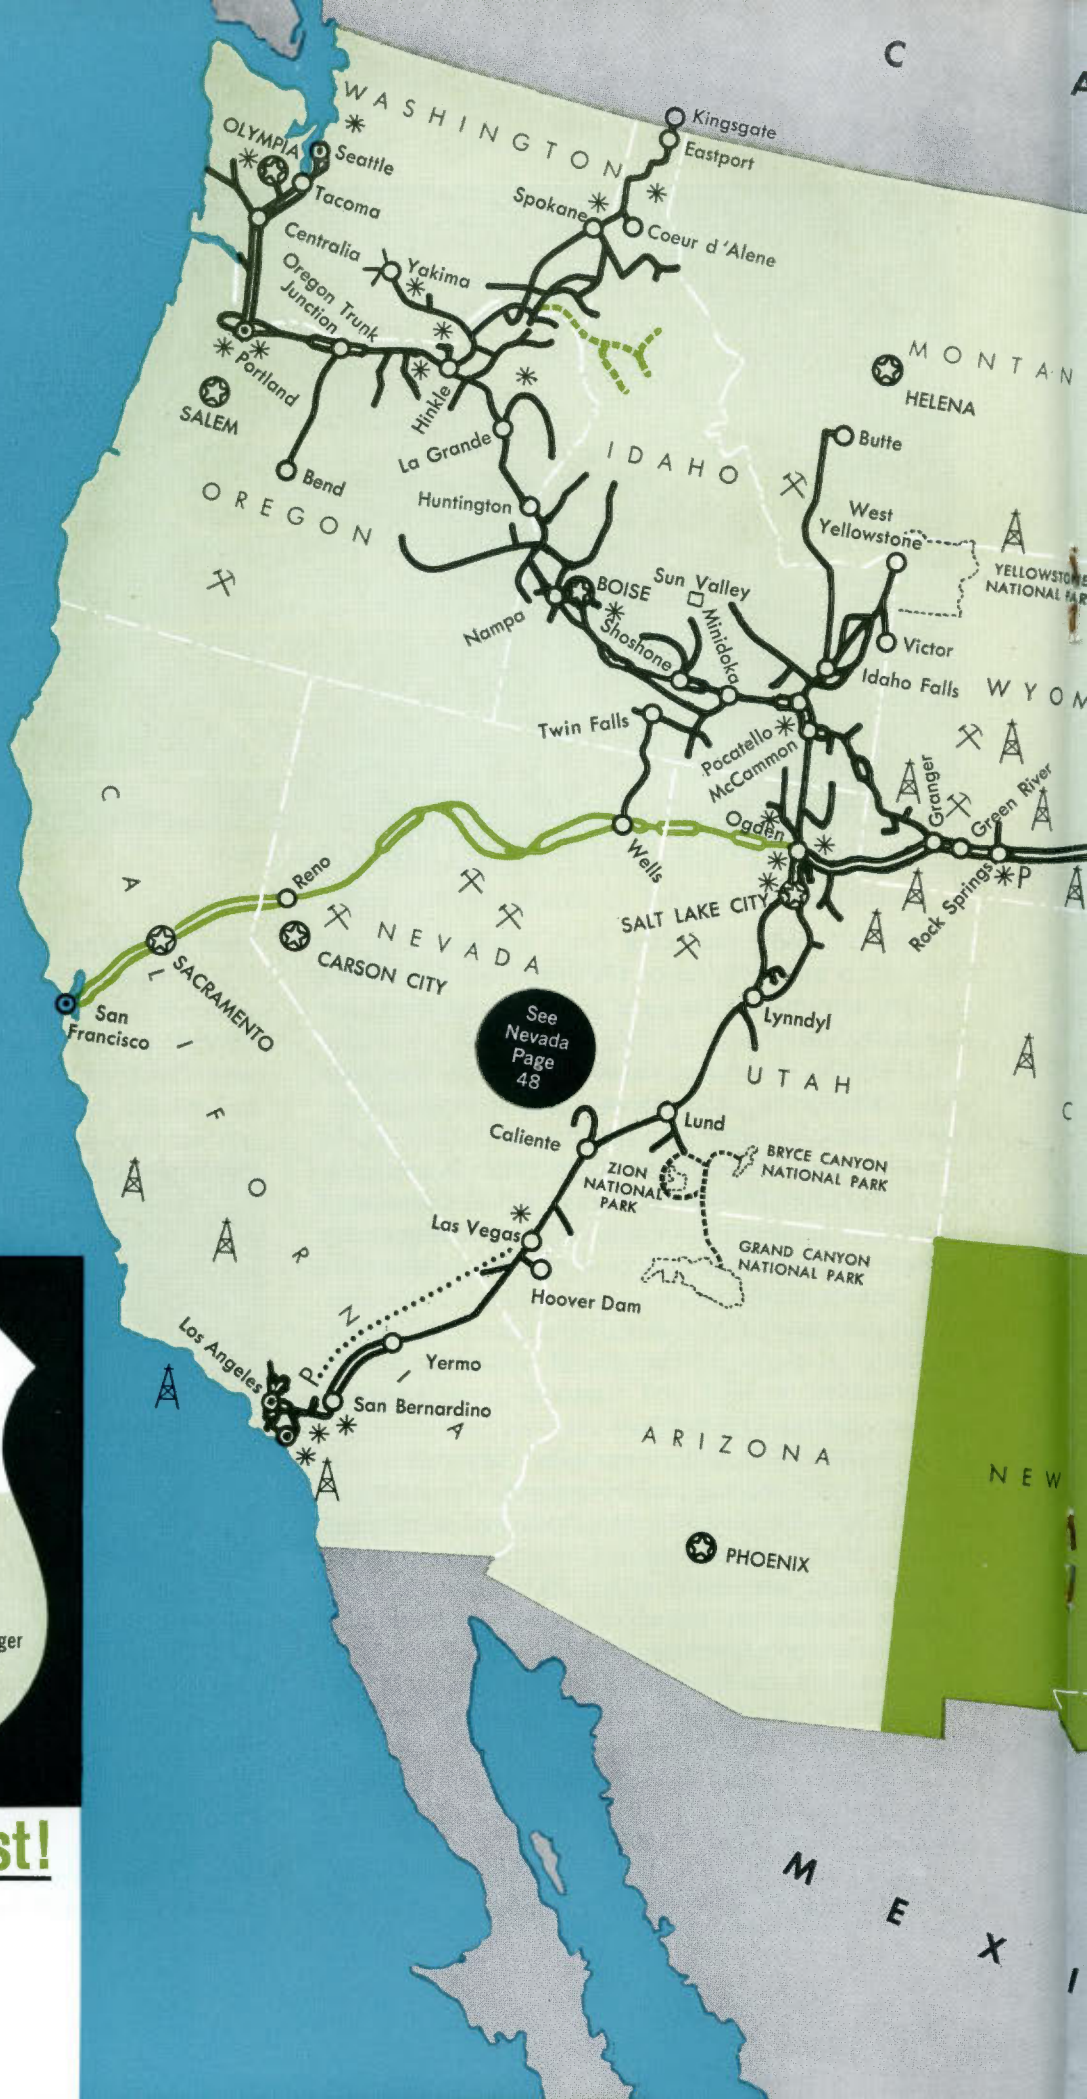 C
A
WASHINGTON
OLYMPIA
Seattle
Tacoma
Centralia
Kingsgate
Eastport
Spokane
Coeur d'Alene
Yakima
Oregon Trunk
Junction
Portland
SALEM
Hinkle
La Grande
Bend
Huntington
OREGON
IDAHO
MONTAN
HELENA
Butte
West
Yellowstone
YELLOWSTONE
NATIONAL PAR
Sun Valley
BOISE
Nampa
Shoshone
Minidoka
Victor
Idaho Falls
WYOM
Twin Falls
Pocatello
McCammon
Granger
Green River
Ogden
Rock Springs
P
Wells
Reno
SALT LAKE CITY
NEVADA
CARSON CITY
SACRAMENTO
San
Francisco
CALIFORNIA
See
Nevada
Page
48
Lynndyl
UTAH
C
Lund
Caliente
ZION
NATIONAL
PARK
BRYCE CANYON
NATIONAL PARK
Las Vegas
GRAND CANYON
NATIONAL PARK
Hoover Dam
P
Yermo
Los Angeles
San Bernardino
ARIZONA
NEW
PHOENIX
ger
st!
MEXI